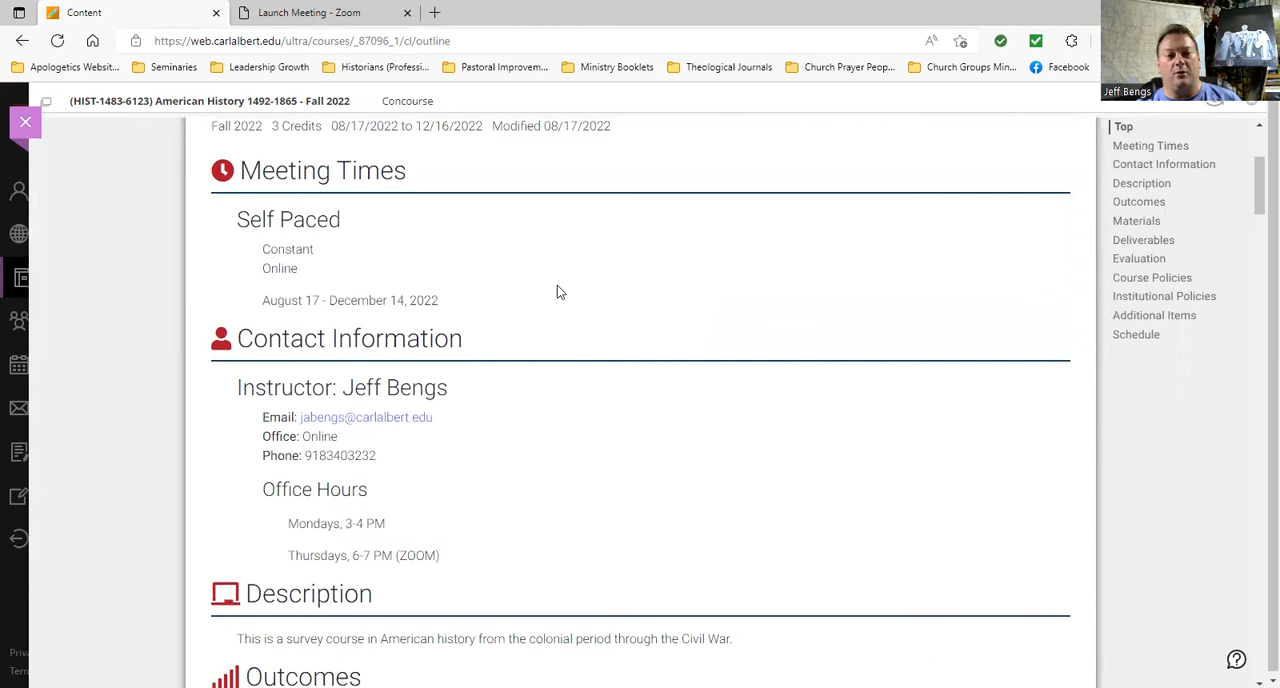 Content
Launch Meeting - Zoom
https://web.carlalbert.edu/ultra/courses/_87096_1/cl/outline
Apologetics Websit...
Seminaries
Leadership Growth
Historians (Professi...
Literal Improvem...
Ministry Booklets
Theological Journals
Church Prayer Peop...
Church Groups Min...
Facebook
Jeff Bengs
(HIST-1483-6123) American History 1492-1865 - Fall 2022
Concourse
Fall 2022 3 Credits 08/17/2022 to 12/16/2022 Modified 08/17/2022
Meeting Times
Self Paced
Constant
Online
August 17 - December 14, 2022
Contact Information
Instructor: Jeff Bengs
Email: jabengs@carlalbert.edu
Office: Online
Phone: 9183403232
Office Hours
Mondays, 3-4 PM
Thursdays, 6-7 PM (ZOOM)
Description
This is a survey course in American history from the colonial period through the Civil War.
Outcomes
Top
Meeting Times
Contact Information
Description
Outcomes
Materials
Deliverables
Evaluation
Course Policies
Institutional Policies
Additional Items
Schedule
Priva
Term